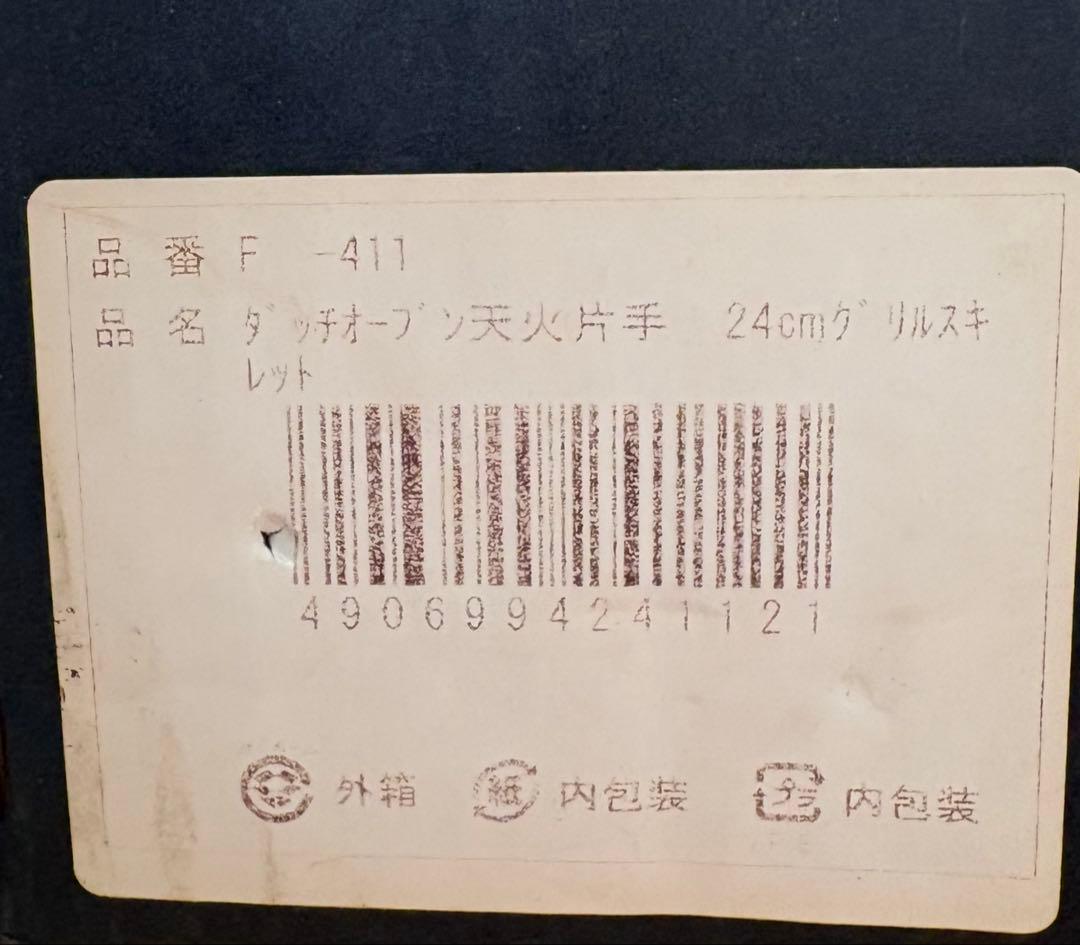 品 番 F -411
品 名 ﾀﾞｯﾁｵｰﾌﾞﾝ天火片手 24cmｸﾞﾘﾙｽｷ
ﾚｯﾄ
4906994241121
外箱 紙 内包装 プラ 内包装